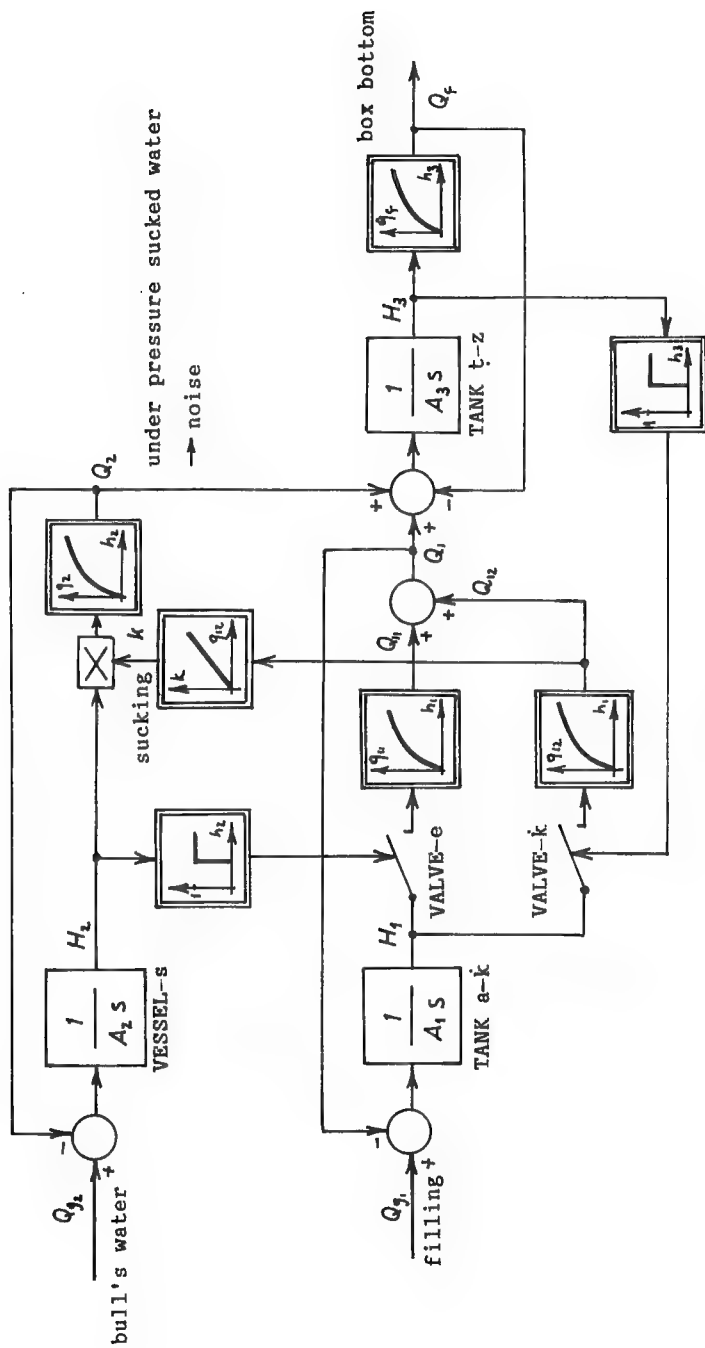 bull's water
Q_g2
+
-
1
A_2 S
VESSEL-s
H_2
1
h_2
sucking
k
q_12
k
q_2
h_2
Q_2
under pressure sucked water
→ noise
Q_g1
filling
+
-
1
A_1 S
TANK a-k̇
H_1
VALVE-e
VALVE-k̇
q_11
h_1
q_12
h_1
Q_11
+
+
Q_12
Q_1
+
+
-
1
A_3 S
TANK ṭ-z
H_3
q_f
h_3
box bottom
Q_f
1
h_3